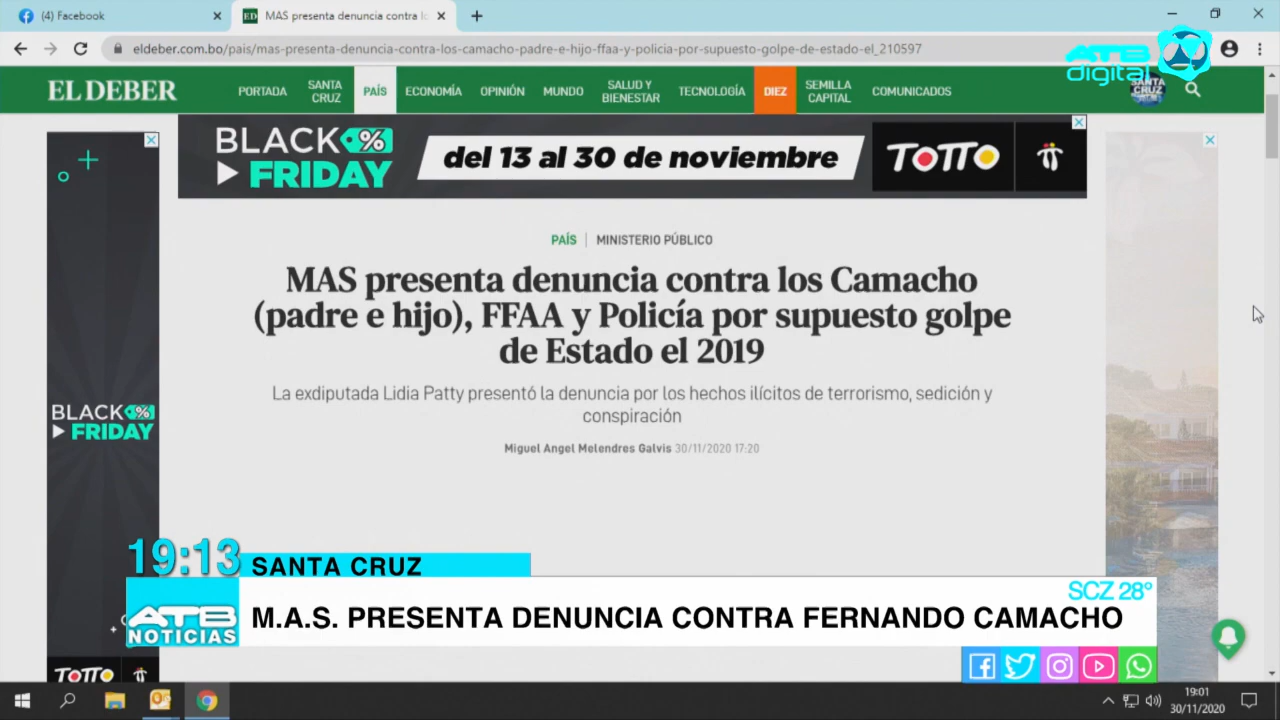 (4) Facebook
MAS presenta denuncia contra lo
eldeber.com.bo/pais/mas-presenta-denuncia-contra-los-camacho-padre-e-hijo-ffaa-y-policia-por-supuesto-golpe-de-estado-el_210597
ATB
digital
EL DEBER
PORTADA
SANTA CRUZ
PAÍS
ECONOMÍA
OPINIÓN
MUNDO
SALUD Y BIENESTAR
TECNOLOGÍA
DIEZ
SEMILLA CAPITAL
COMUNICADOS
SANTA CRUZ
BLACK %
FRIDAY
del 13 al 30 de noviembre
TOTTO
PAÍS | MINISTERIO PÚBLICO
MAS presenta denuncia contra los Camacho
(padre e hijo), FFAA y Policía por supuesto golpe
de Estado el 2019
La exdiputada Lidia Patty presentó la denuncia por los hechos ilícitos de terrorismo, sedición y
conspiración
Miguel Angel Melendres Galvis 30/11/2020 17:20
BLACK %
FRIDAY
19:13
SANTA CRUZ
SCZ 28º
ATB
NOTICIAS
M.A.S. PRESENTA DENUNCIA CONTRA FERNANDO CAMACHO
TOTTO
19:01
30/11/2020